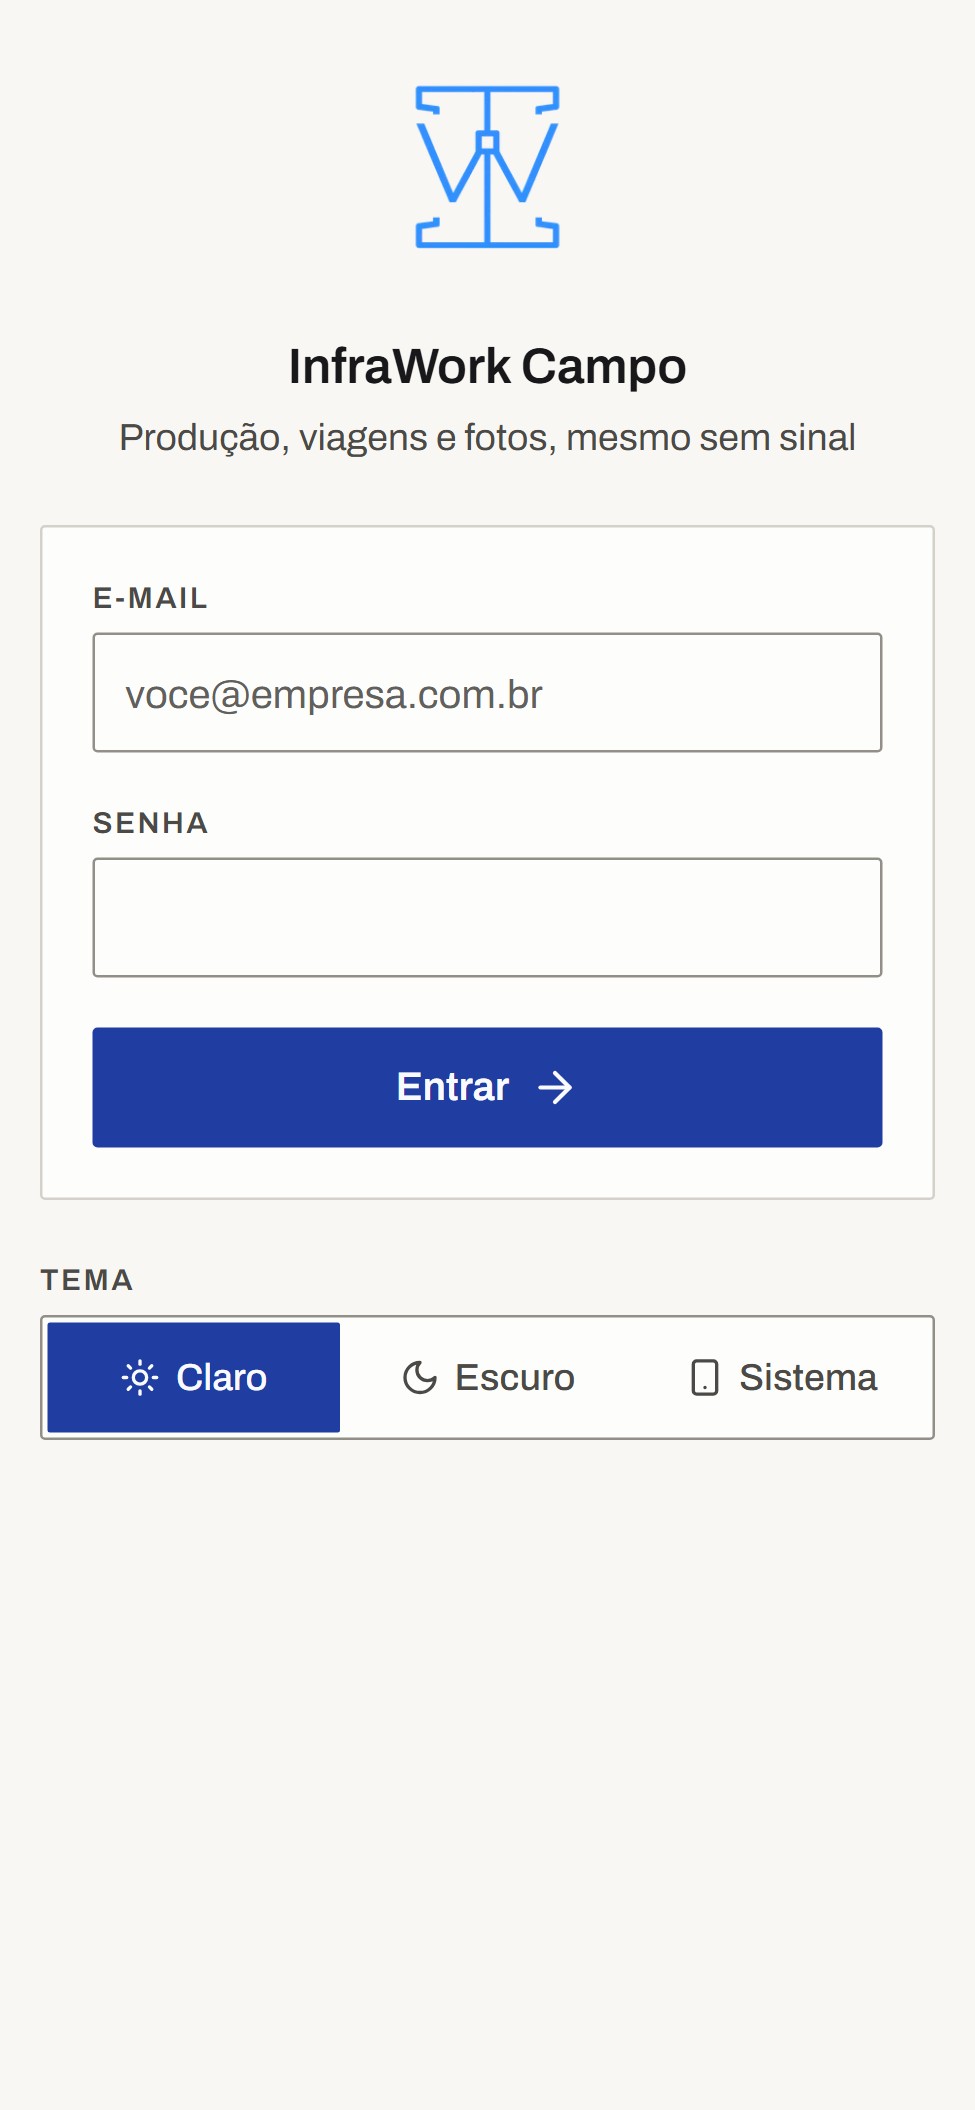 InfraWork Campo
Produção, viagens e fotos, mesmo sem sinal
E-MAIL
voce@empresa.com.br
SENHA
Entrar
TEMA
Claro
Escuro
Sistema